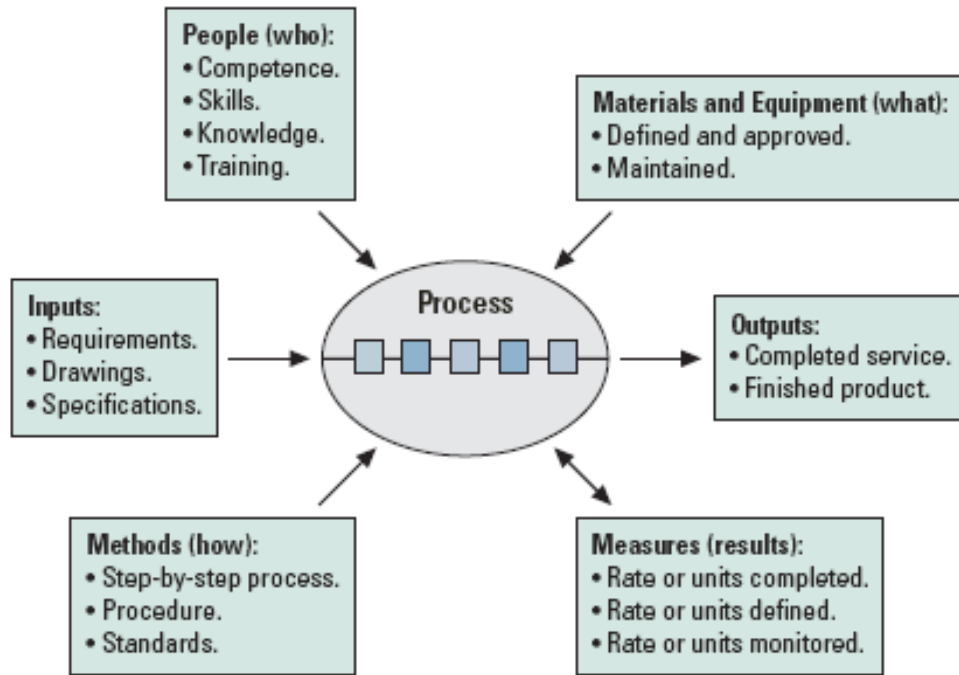 People (who):
• Competence.
• Skills.
• Knowledge.
• Training.
Materials and Equipment (what):
• Defined and approved.
• Maintained.
Inputs:
• Requirements.
• Drawings.
• Specifications.
Process
Outputs:
• Completed service.
• Finished product.
Methods (how):
• Step-by-step process.
• Procedure.
• Standards.
Measures (results):
• Rate or units completed.
• Rate or units defined.
• Rate or units monitored.